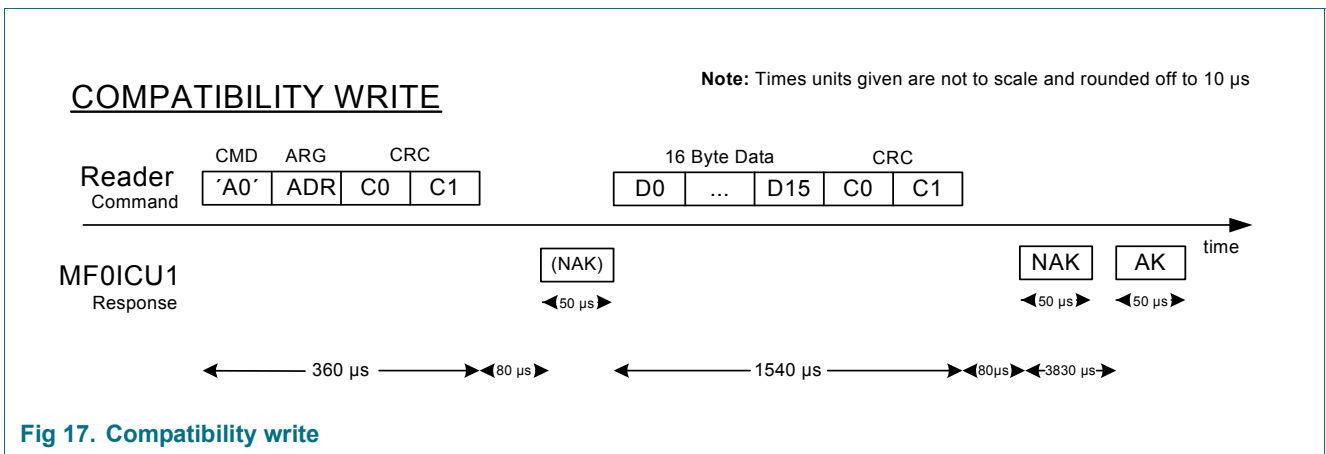 Note: Times units given are not to scale and rounded off to 10 µs
COMPATIBILITY WRITE
CMD ARG CRC 16 Byte Data CRC
Reader ´A0´ ADR C0 C1 D0 ... D15 C0 C1
Command
time
MF0ICU1 (NAK) NAK AK
Response 50 µs 50 µs 50 µs
360 µs 80 µs 1540 µs 80µs 3830 µs
Fig 17. Compatibility write